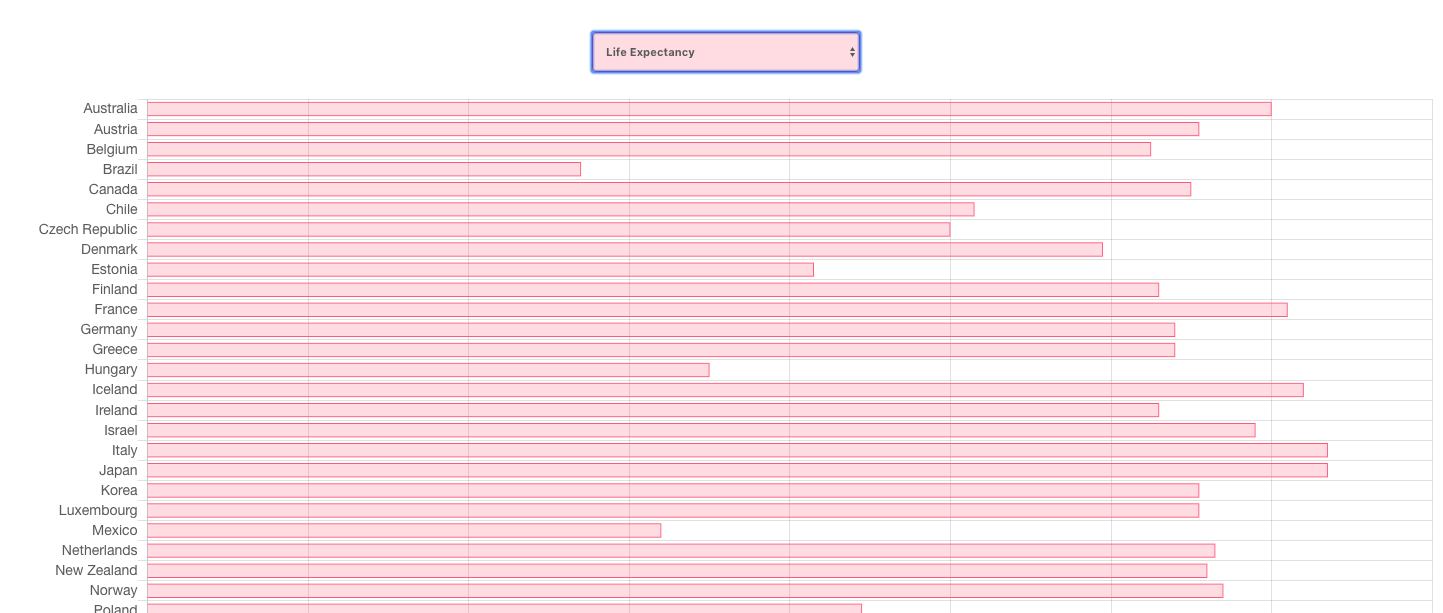 Life Expectancy
Australia
Austria
Belgium
Brazil
Canada
Chile
Czech Republic
Denmark
Estonia
Finland
France
Germany
Greece
Hungary
Iceland
Ireland
Israel
Italy
Japan
Korea
Luxembourg
Mexico
Netherlands
New Zealand
Norway
Poland